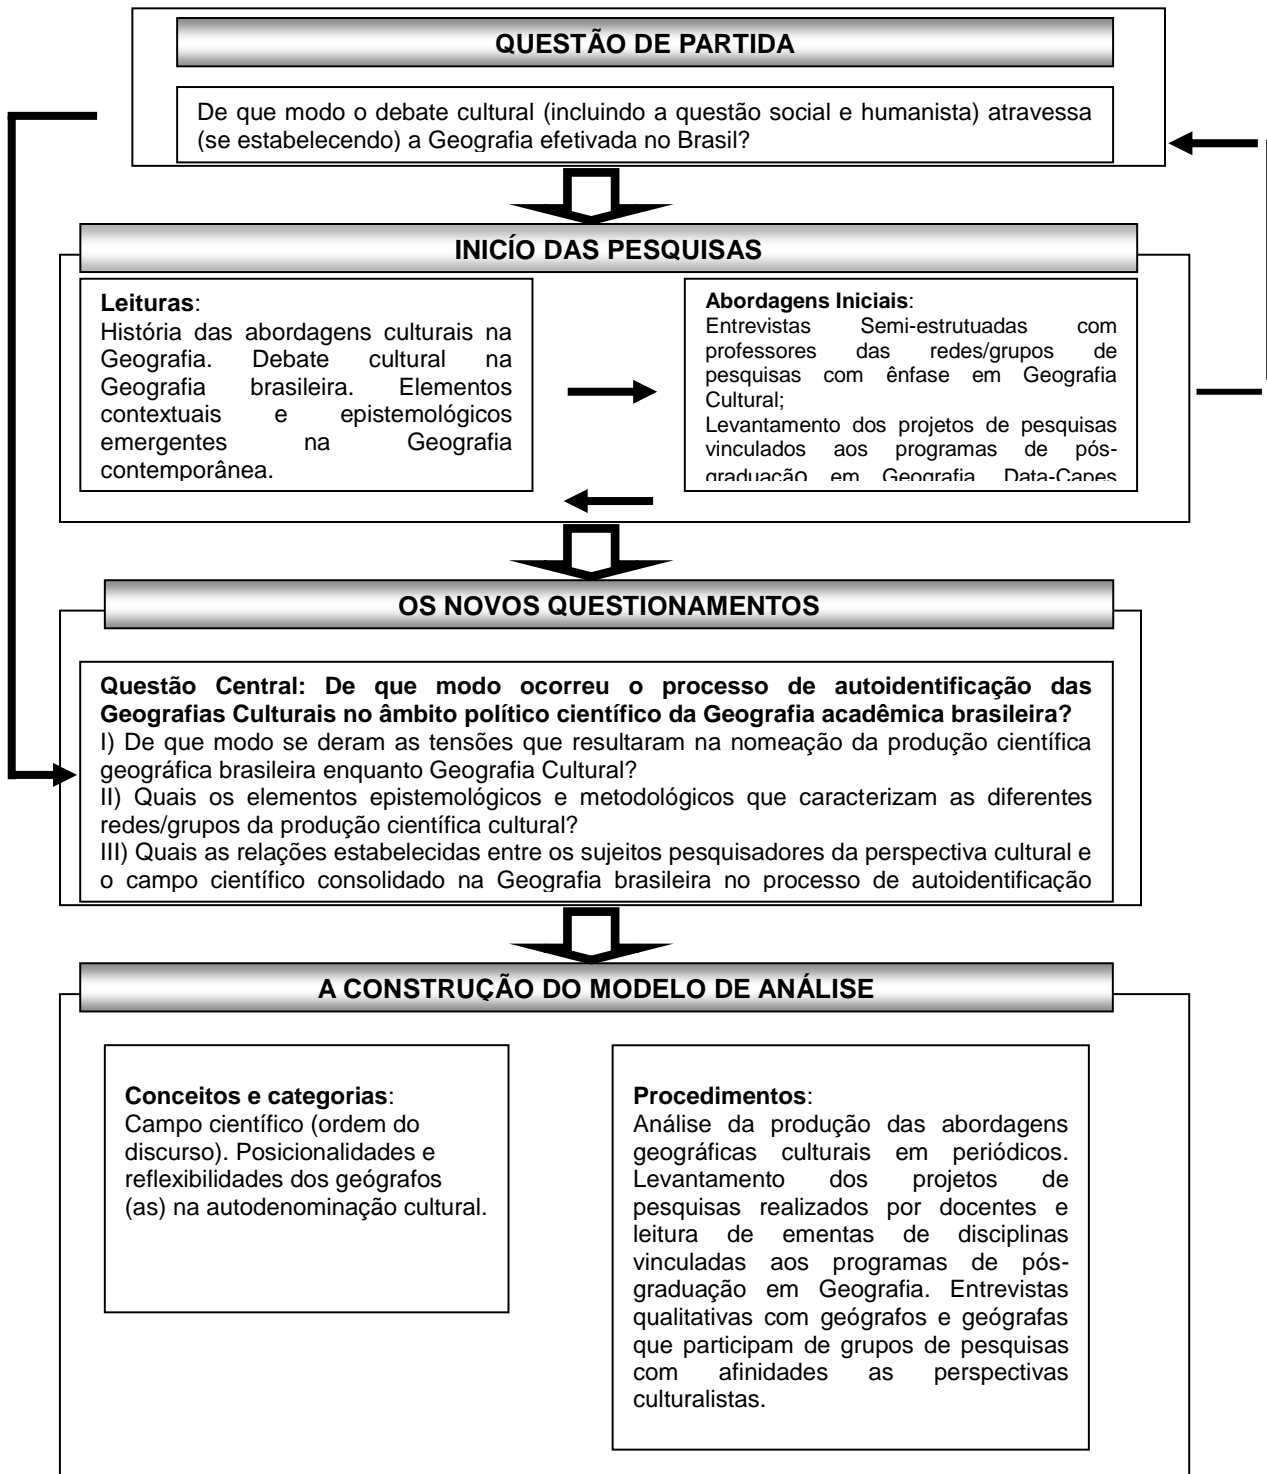 QUESTÃO DE PARTIDA
De que modo o debate cultural (incluindo a questão social e humanista) atravessa
(se estabelecendo) a Geografia efetivada no Brasil?
INICÍO DAS PESQUISAS
Leituras:
História das abordagens culturais na
Geografia. Debate cultural na
Geografia brasileira. Elementos
contextuais e epistemológicos
emergentes na Geografia
contemporânea.
Abordagens Iniciais:
Entrevistas Semi-estrutuadas com
professores das redes/grupos de
pesquisas com ênfase em Geografia
Cultural;
Levantamento dos projetos de pesquisas
vinculados aos programas de pós-
graduação em Geografia Data-Capes
OS NOVOS QUESTIONAMENTOS
Questão Central: De que modo ocorreu o processo de autoidentificação das
Geografias Culturais no âmbito político científico da Geografia acadêmica brasileira?
I) De que modo se deram as tensões que resultaram na nomeação da produção científica
geográfica brasileira enquanto Geografia Cultural?
II) Quais os elementos epistemológicos e metodológicos que caracterizam as diferentes
redes/grupos da produção científica cultural?
III) Quais as relações estabelecidas entre os sujeitos pesquisadores da perspectiva cultural e
o campo científico consolidado na Geografia brasileira no processo de autoidentificação
A CONSTRUÇÃO DO MODELO DE ANÁLISE
Conceitos e categorias:
Campo científico (ordem do
discurso). Posicionalidades e
reflexibilidades dos geógrafos
(as) na autodenominação cultural.
Procedimentos:
Análise da produção das abordagens
geográficas culturais em periódicos.
Levantamento dos projetos de
pesquisas realizados por docentes e
leitura de ementas de disciplinas
vinculadas aos programas de pós-
graduação em Geografia. Entrevistas
qualitativas com geógrafos e geógrafas
que participam de grupos de pesquisas
com afinidades as perspectivas
culturalistas.